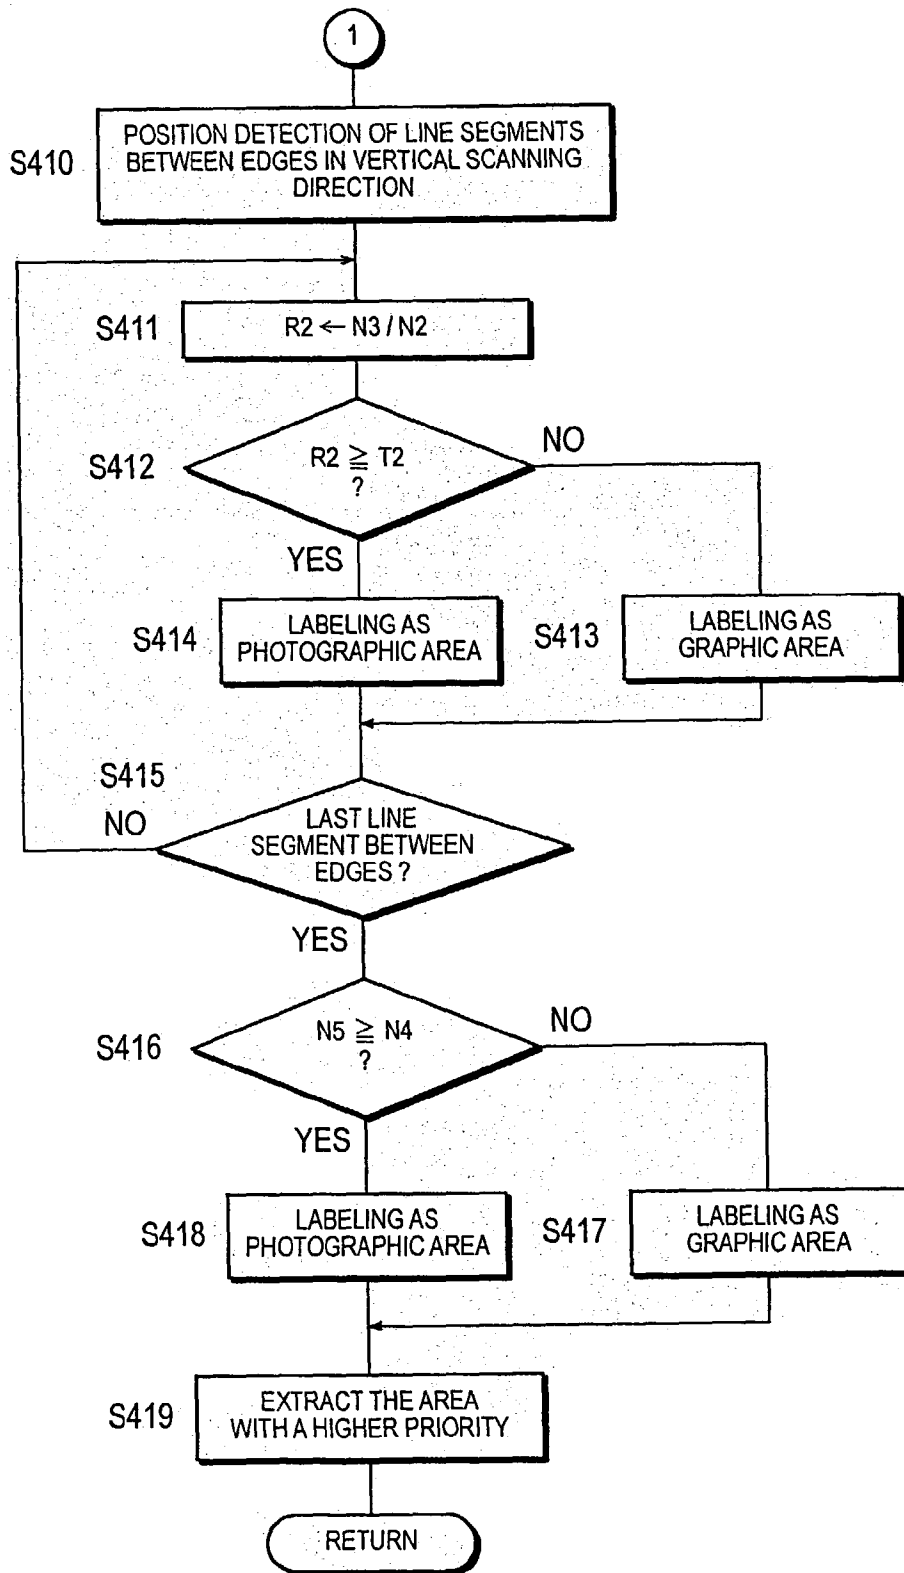 1
S410
POSITION DETECTION OF LINE SEGMENTS
BETWEEN EDGES IN VERTICAL SCANNING
DIRECTION
S411
R2 ← N3 / N2
S412
R2 ≧ T2
?
NO
YES
S414
LABELING AS
PHOTOGRAPHIC AREA
S413
LABELING AS
GRAPHIC AREA
S415
NO
LAST LINE
SEGMENT BETWEEN
EDGES ?
YES
S416
N5 ≧ N4
?
NO
YES
S418
LABELING AS
PHOTOGRAPHIC AREA
S417
LABELING AS
GRAPHIC AREA
S419
EXTRACT THE AREA
WITH A HIGHER PRIORITY
RETURN